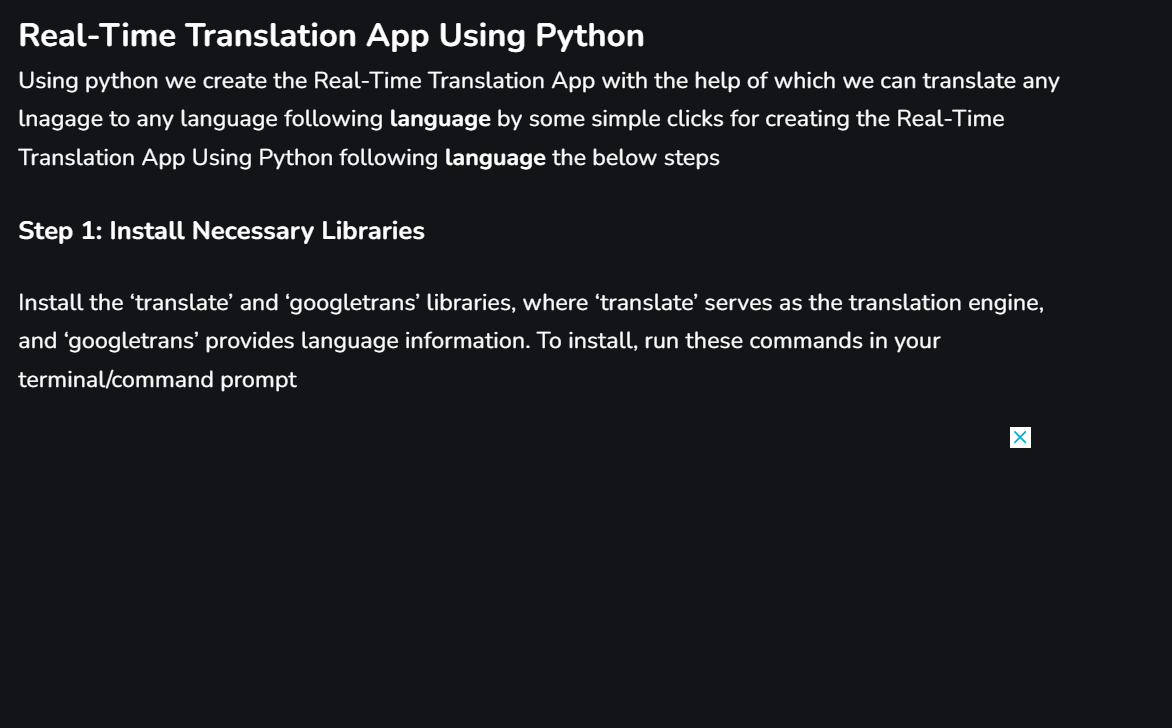 Real-Time Translation App Using Python
Using python we create the Real-Time Translation App with the help of which we can translate any
lnagage to any language following language by some simple clicks for creating the Real-Time
Translation App Using Python following language the below steps
Step 1: Install Necessary Libraries
Install the ‘translate’ and ‘googletrans’ libraries, where ‘translate’ serves as the translation engine,
and ‘googletrans’ provides language information. To install, run these commands in your
terminal/command prompt